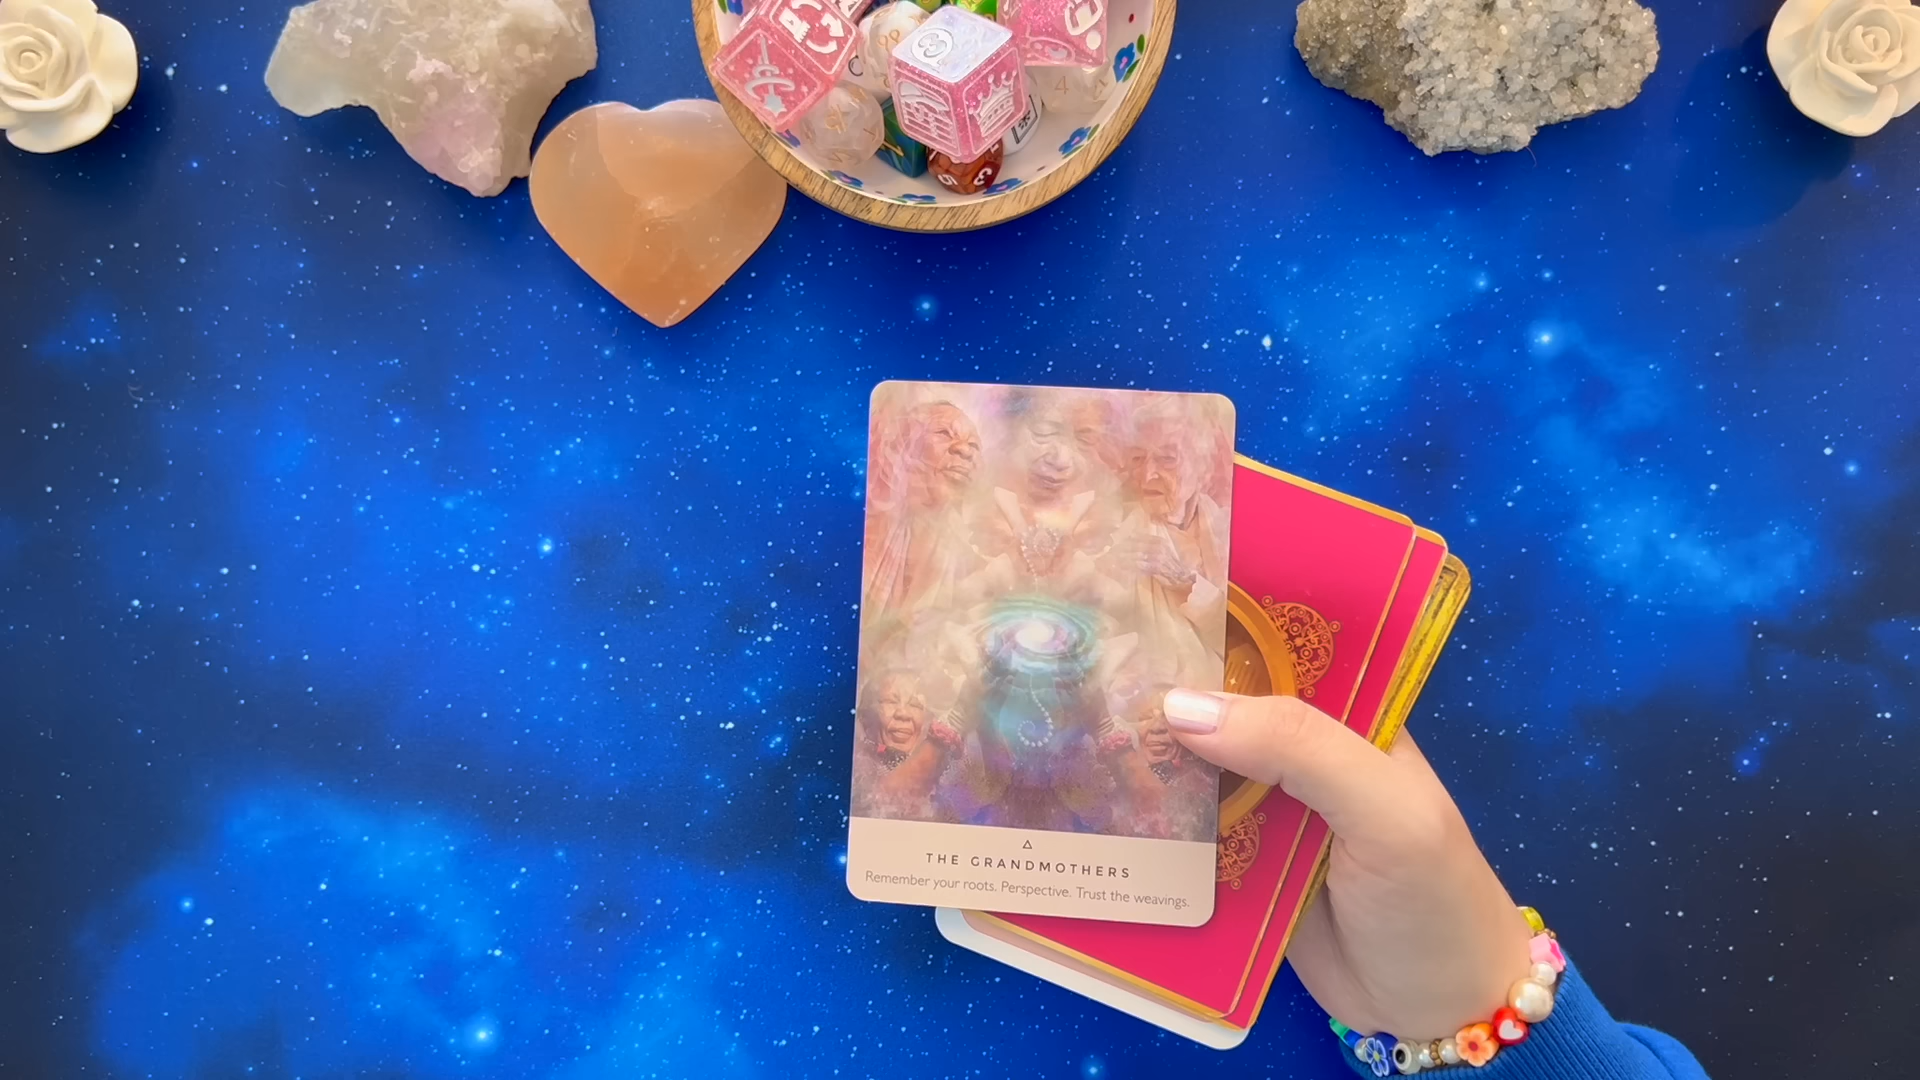 THE GRANDMOTHERS
Remember your roots. Perspective. Trust the weavings.